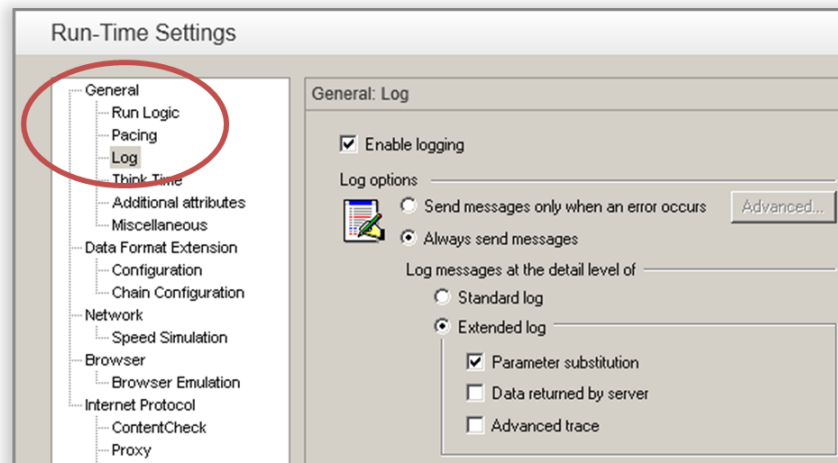 Run-Time Settings
General
Run Logic
Pacing
Log
Think Time
Additional attributes
Miscellaneous
Data Format Extension
Configuration
Chain Configuration
Network
Speed Simulation
Browser
Browser Emulation
Internet Protocol
ContentCheck
Proxy
General: Log
Enable logging
Log options
Send messages only when an error occurs
Advanced...
Always send messages
Log messages at the detail level of
Standard log
Extended log
Parameter substitution
Data returned by server
Advanced trace